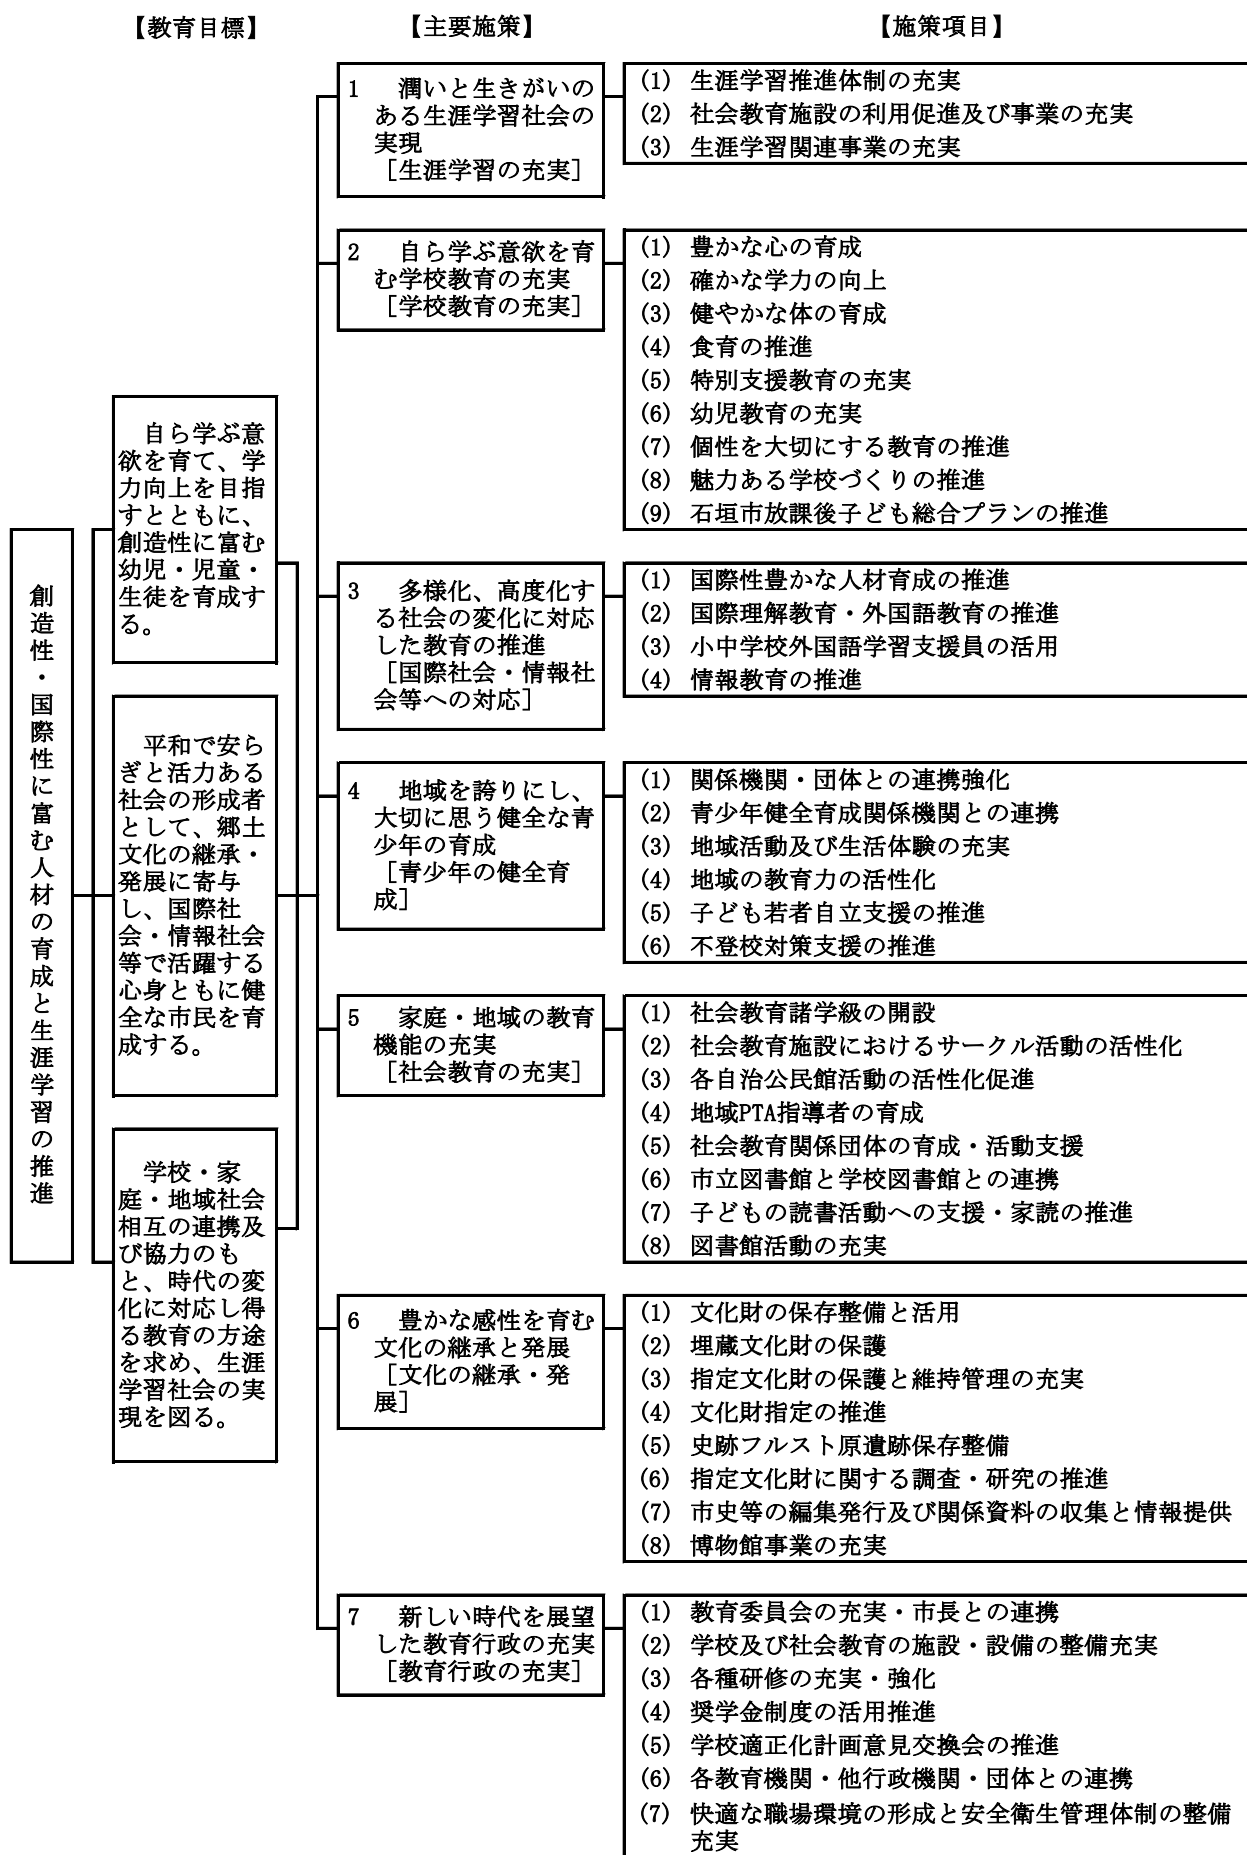 【教育目標】
【主要施策】
【施策項目】
創造性・国際性に富む人材の育成と生涯学習の推進
自ら学ぶ意
欲を育て、学
力向上を目指
すとともに、
創造性に富む
幼児・児童・
生徒を育成す
る。
平和で安ら
ぎと活力ある
社会の形成者
として、郷土
文化の継承・
発展に寄与
し、国際社
会・情報社会
等で活躍する
心身ともに健
全な市民を育
成する。
学校・家
庭・地域社会
相互の連携及
び協力のも
と、時代の変
化に対応し得
る教育の方途
を求め、生涯
学習社会の実
現を図る。
1 潤いと生きがいの
ある生涯学習社会の
実現
[生涯学習の充実]
(1) 生涯学習推進体制の充実
(2) 社会教育施設の利用促進及び事業の充実
(3) 生涯学習関連事業の充実
2 自ら学ぶ意欲を育
む学校教育の充実
[学校教育の充実]
(1) 豊かな心の育成
(2) 確かな学力の向上
(3) 健やかな体の育成
(4) 食育の推進
(5) 特別支援教育の充実
(6) 幼児教育の充実
(7) 個性を大切にする教育の推進
(8) 魅力ある学校づくりの推進
(9) 石垣市放課後子ども総合プランの推進
3 多様化、高度化す
る社会の変化に対応
した教育の推進
[国際社会・情報社
会等への対応]
(1) 国際性豊かな人材育成の推進
(2) 国際理解教育・外国語教育の推進
(3) 小中学校外国語学習支援員の活用
(4) 情報教育の推進
4 地域を誇りにし、
大切に思う健全な青
少年の育成
[青少年の健全育
成]
(1) 関係機関・団体との連携強化
(2) 青少年健全育成関係機関との連携
(3) 地域活動及び生活体験の充実
(4) 地域の教育力の活性化
(5) 子ども若者自立支援の推進
(6) 不登校対策支援の推進
5 家庭・地域の教育
機能の充実
[社会教育の充実]
(1) 社会教育諸学級の開設
(2) 社会教育施設におけるサークル活動の活性化
(3) 各自治公民館活動の活性化促進
(4) 地域PTA指導者の育成
(5) 社会教育関係団体の育成・活動支援
(6) 市立図書館と学校図書館との連携
(7) 子どもの読書活動への支援・家読の推進
(8) 図書館活動の充実
6 豊かな感性を育む
文化の継承と発展
[文化の継承・発
展]
(1) 文化財の保存整備と活用
(2) 埋蔵文化財の保護
(3) 指定文化財の保護と維持管理の充実
(4) 文化財指定の推進
(5) 史跡フルスト原遺跡保存整備
(6) 指定文化財に関する調査・研究の推進
(7) 市史等の編集発行及び関係資料の収集と情報提供
(8) 博物館事業の充実
7 新しい時代を展望
した教育行政の充実
[教育行政の充実]
(1) 教育委員会の充実・市長との連携
(2) 学校及び社会教育の施設・設備の整備充実
(3) 各種研修の充実・強化
(4) 奨学金制度の活用推進
(5) 学校適正化計画意見交換会の推進
(6) 各教育機関・他行政機関・団体との連携
(7) 快適な職場環境の形成と安全衛生管理体制の整備
充実